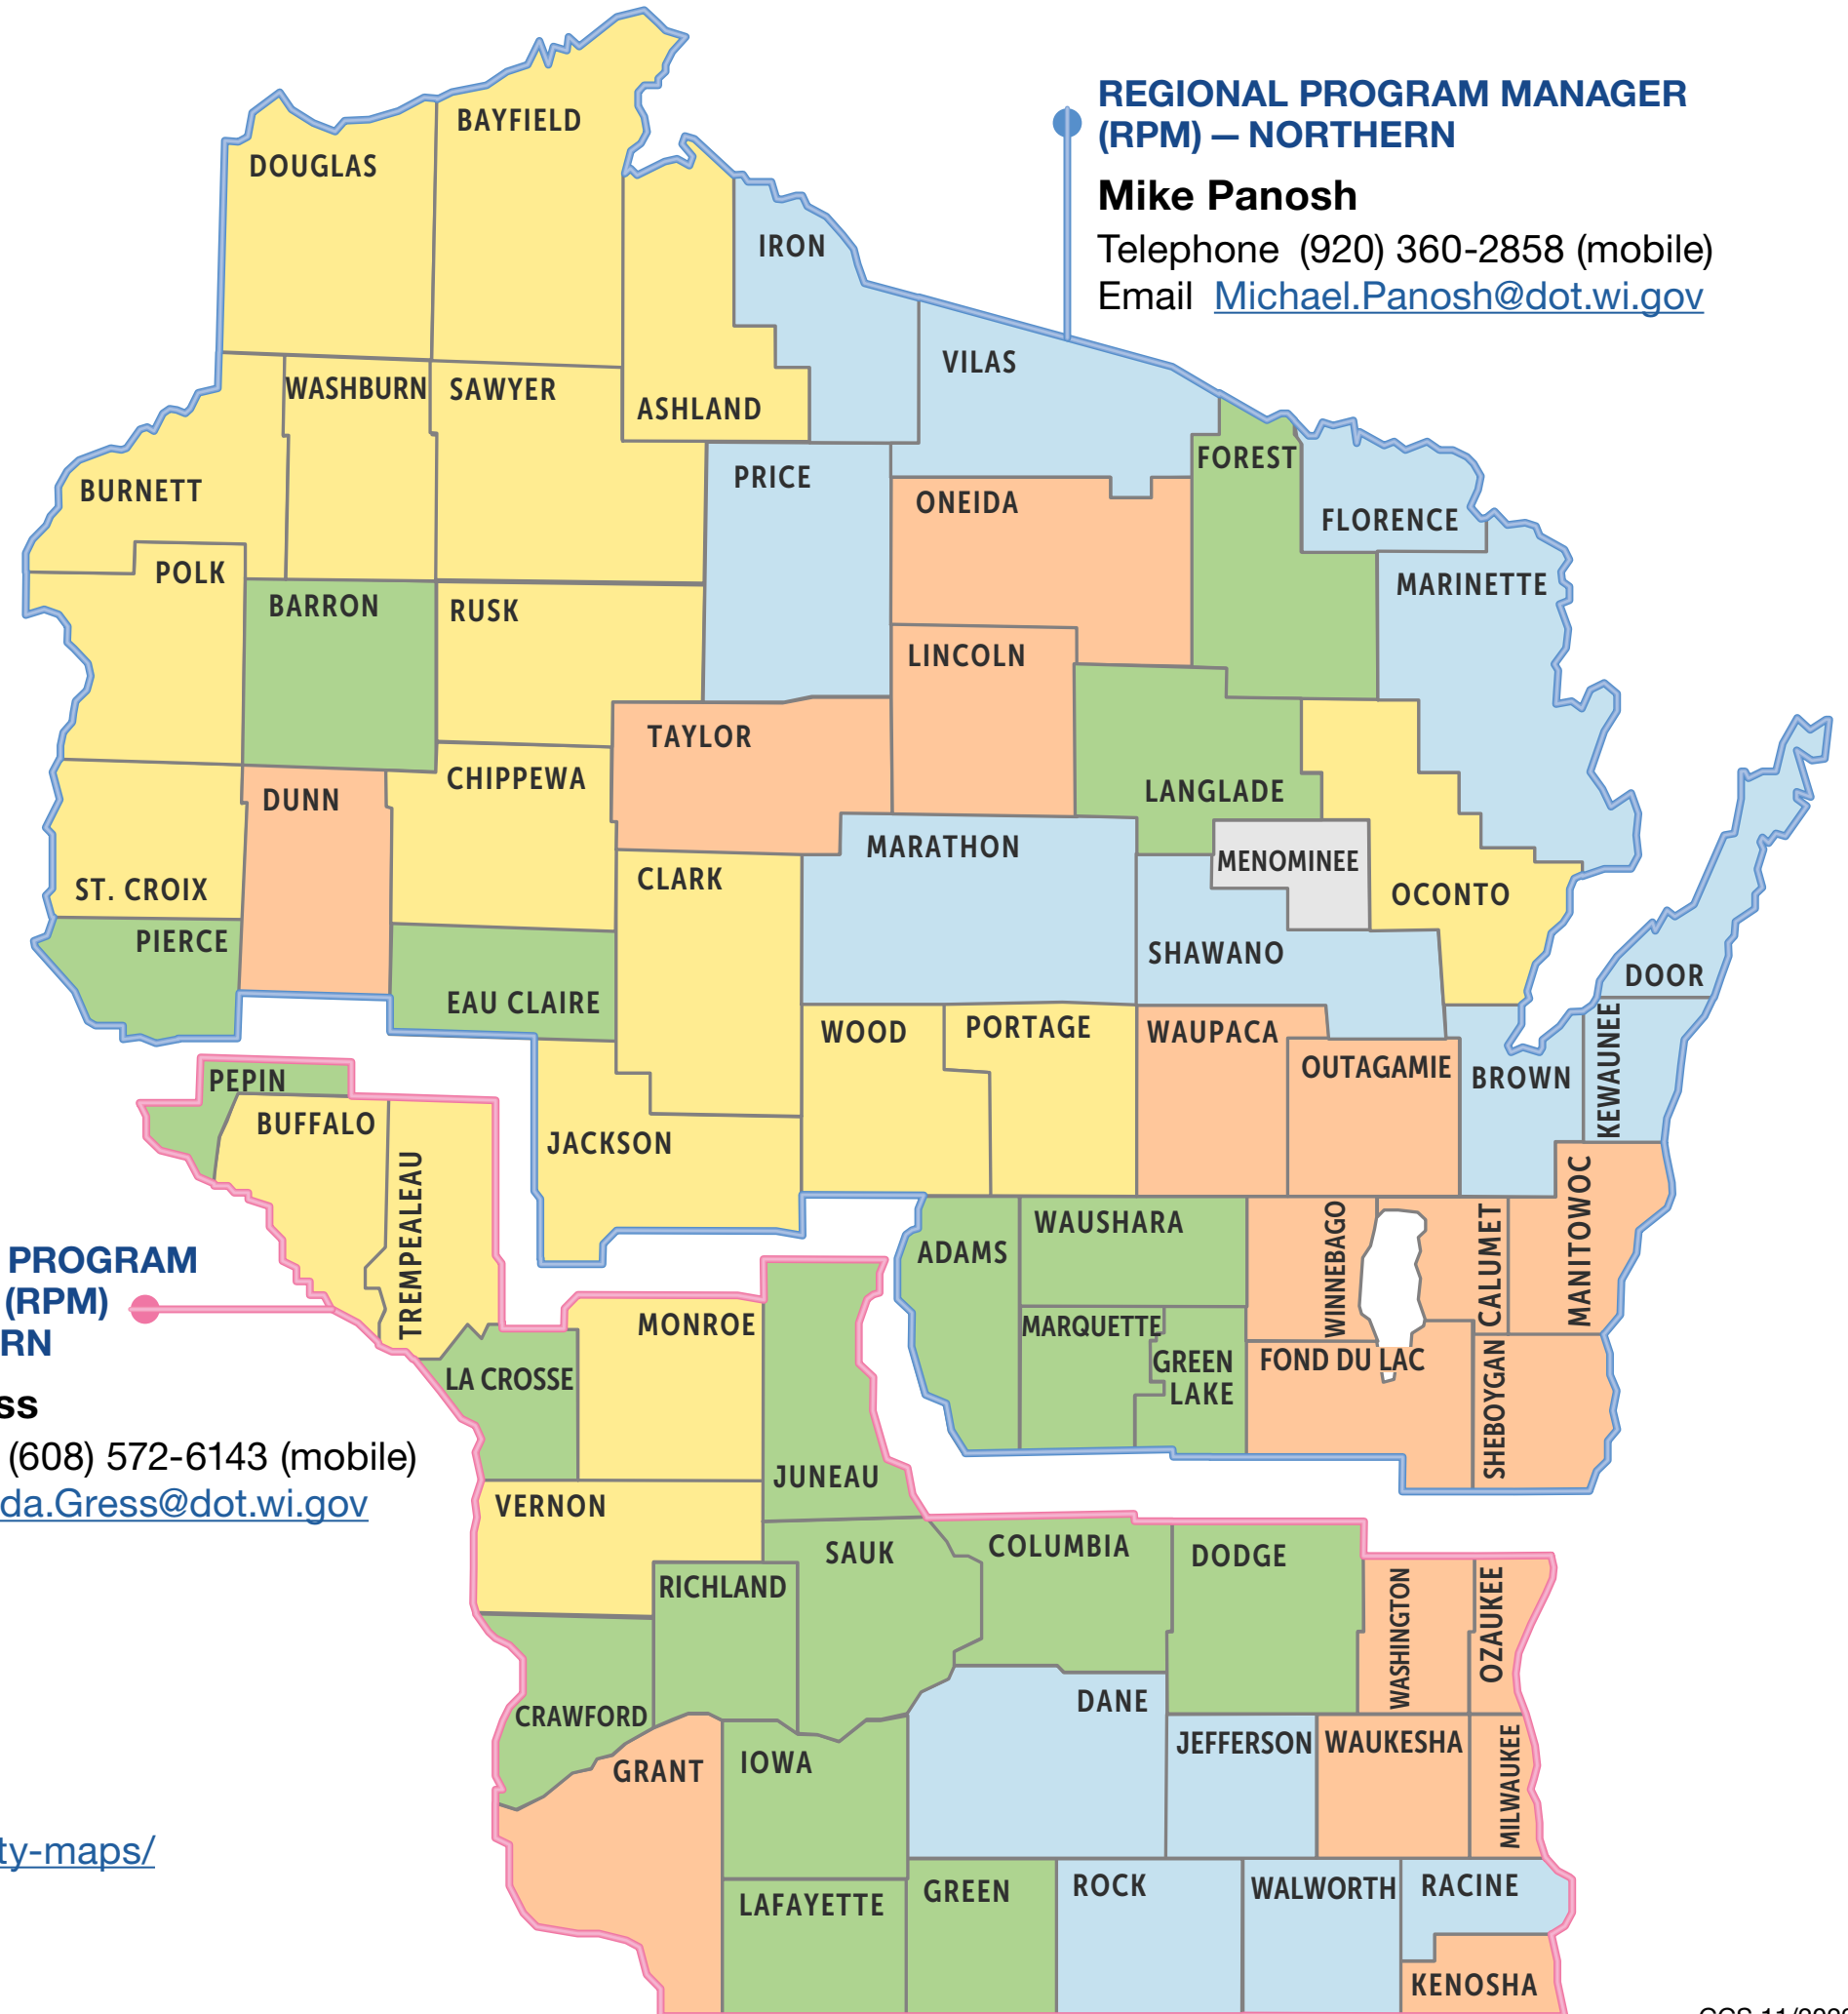 REGIONAL PROGRAM MANAGER
(RPM) — NORTHERN
Mike Panosh
Telephone (920) 360-2858 (mobile)
Email Michael.Panosh@dot.wi.gov
BAYFIELD
DOUGLAS
IRON
VILAS
WASHBURN
SAWYER
ASHLAND
FOREST
PRICE
BURNETT
ONEIDA
FLORENCE
POLK
MARINETTE
BARRON
RUSK
LINCOLN
TAYLOR
CHIPPEWA
LANGLADE
DUNN
MARATHON
MENOMINEE
CLARK
ST. CROIX
OCONTO
PIERCE
SHAWANO
DOOR
EAU CLAIRE
WOOD
PORTAGE
WAUPACA
OUTAGAMIE
BROWN
KEWAUNEE
PEPIN
BUFFALO
JACKSON
TREMPEALEAU
ADAMS
WAUSHARA
WINNEBAGO
CALUMET
MANITOWOC
PROGRAM
(RPM)
RN
MONROE
MARQUETTE
GREEN
LAKE
FOND DU LAC
SHEBOYGAN
LA CROSSE
ss
(608) 572-6143 (mobile)
da.Gress@dot.wi.gov
JUNEAU
VERNON
SAUK
COLUMBIA
DODGE
RICHLAND
WASHINGTON
OZAUKEE
CRAWFORD
DANE
JEFFERSON
WAUKESHA
MILWAUKEE
GRANT
IOWA
ty-maps/
LAFAYETTE
GREEN
ROCK
WALWORTH
RACINE
KENOSHA